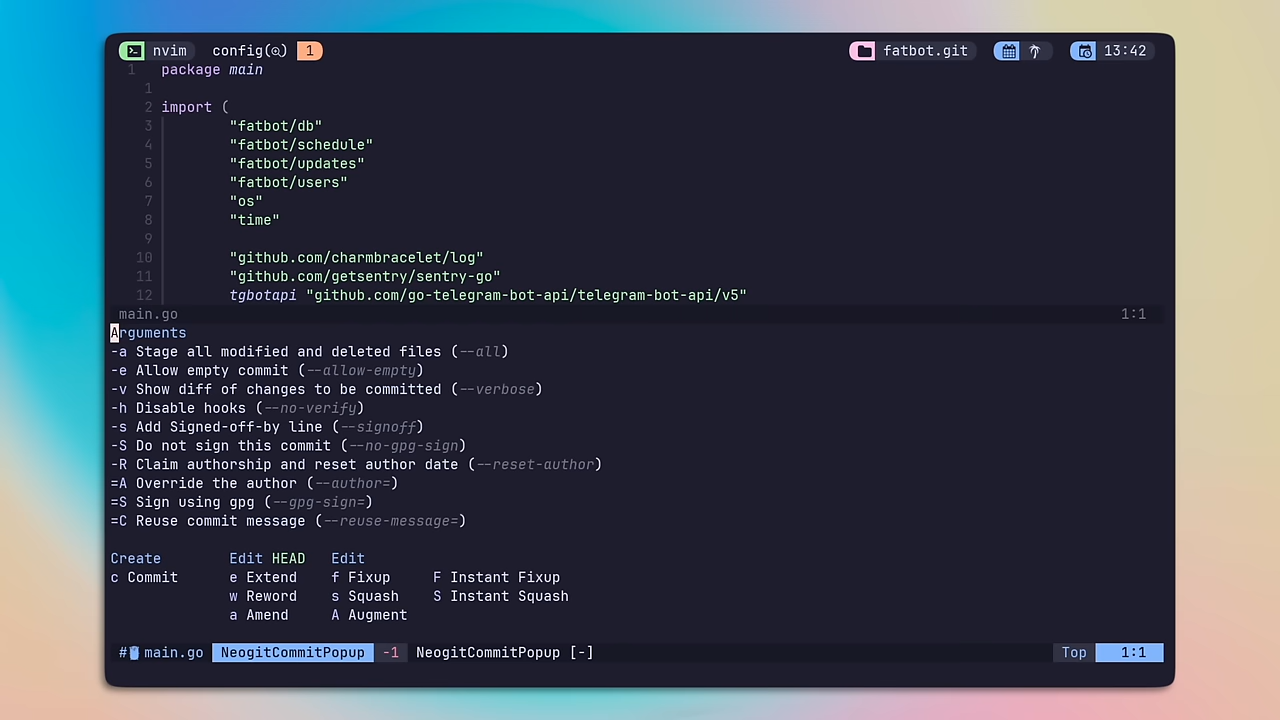 nvim config() 1 fatbot.git 13:42
1 package main
1
2 import (
3 "fatbot/db"
4 "fatbot/schedule"
5 "fatbot/updates"
6 "fatbot/users"
7 "os"
8 "time"
9
10 "github.com/charmbracelet/log"
11 "github.com/getsentry/sentry-go"
12 tgbotapi "github.com/go-telegram-bot-api/telegram-bot-api/v5"
main.go 1:1
Arguments
-a Stage all modified and deleted files (--all)
-e Allow empty commit (--allow-empty)
-v Show diff of changes to be committed (--verbose)
-h Disable hooks (--no-verify)
-s Add Signed-off-by line (--signoff)
-S Do not sign this commit (--no-gpg-sign)
-R Claim authorship and reset author date (--reset-author)
=A Override the author (--author=)
=S Sign using gpg (--gpg-sign=)
=C Reuse commit message (--reuse-message=)
Create Edit HEAD Edit
c Commit e Extend f Fixup F Instant Fixup
w Reword s Squash S Instant Squash
a Amend A Augment
# main.go NeogitCommitPopup -1 NeogitCommitPopup [-] Top 1:1